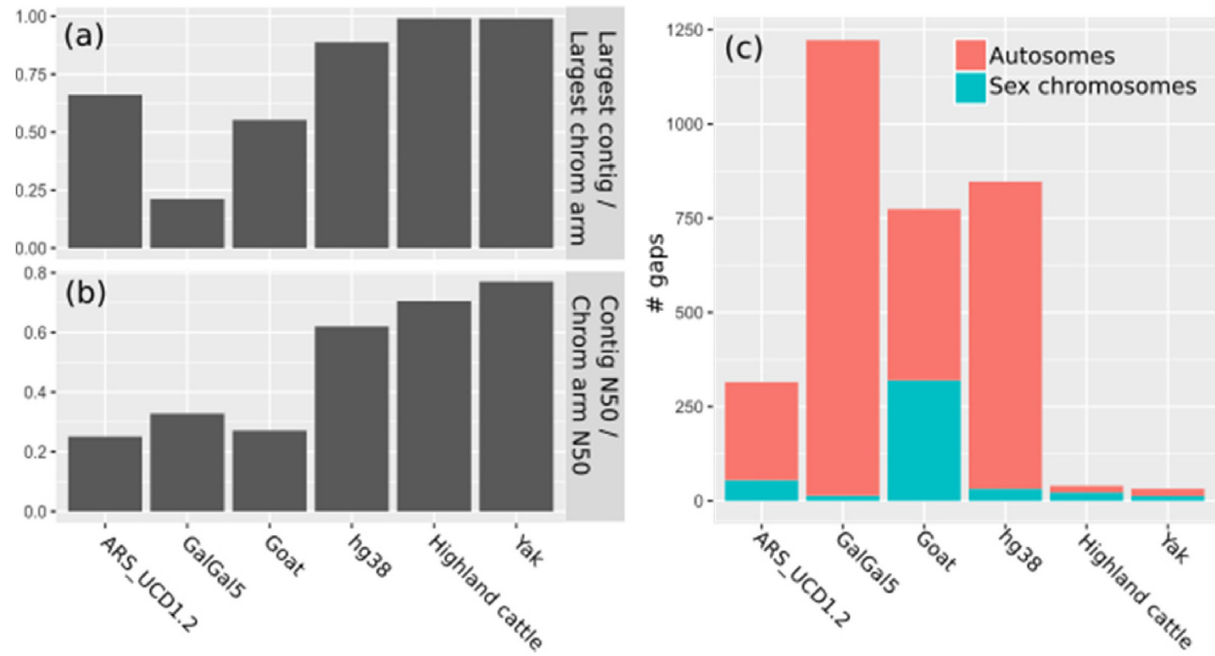 (a)
1.00
0.75
0.50
0.25
0.00
Largest contig /
Largest chrom arm
(b)
0.8
0.6
0.4
0.2
0.0
Contig N50 /
Chrom arm N50
ARS_UCD1.2
GalGal5
Goat
hg38
Highland cattle
Yak
(c)
Autosomes
Sex chromosomes
# gaps
1250
1000
750
500
250
0
ARS_UCD1.2
GalGal5
Goat
hg38
Highland cattle
Yak